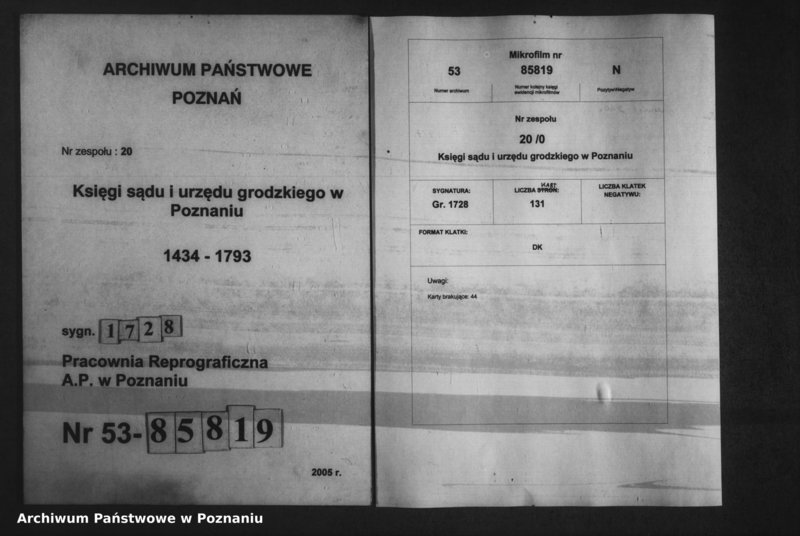 ARCHIWUM PAŃSTWOWE
POZNAŃ
Nr zespołu : 20
Księgi sądu i urzędu grodzkiego w
Poznaniu
1434 - 1793
sygn. 1728
Pracownia Reprograficzna
A.P. w Poznaniu
Nr 53-85819
2005 r.
Mikrofilm nr
53 85819 N
Numer archiwum
Numer kolejny księgi
ewidencji mikrofilmów
Pozytyw/Negatyw
Nr zespołu
20 /0
Księgi sądu i urzędu grodzkiego w Poznaniu
SYGNATURA:
Gr. 1728
kart
LICZBA STRON:
131
LICZBA KLATEK
NEGATYWU:
FORMAT KLATKI:
DK
Uwagi:
Karty brakujące: 44
Archiwum Państwowe w Poznaniu